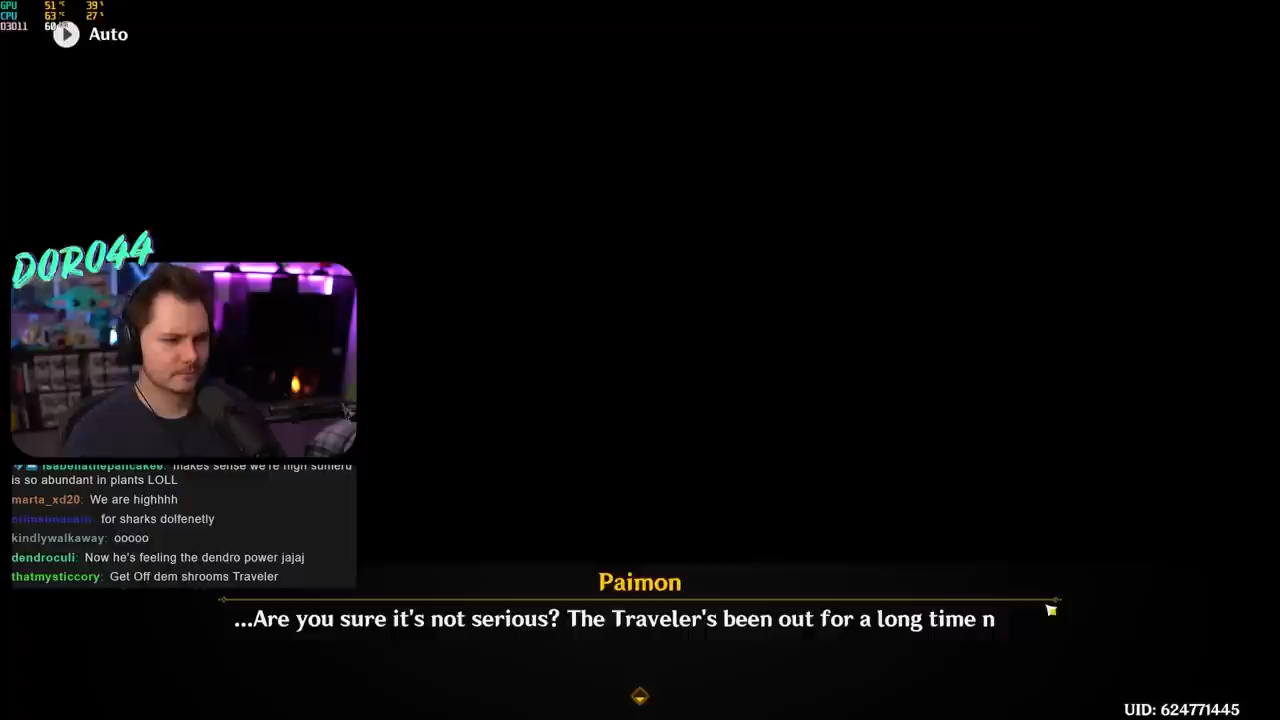 GPU 51 °C 39 %
CPU 63 °C 27 %
D3D11 60
Auto
DORO44
isabellathepancakee: makes sense we're high sumeru
is so abundant in plants LOLL
marta_xd20: We are highhhh
for sharks dolfenetly
kindlywalkaway: ooooo
dendroculi: Now he's feeling the dendro power jajaj
thatmysticcory: Get Off dem shrooms Traveler
Paimon
...Are you sure it's not serious? The Traveler's been out for a long time n
UID: 624771445